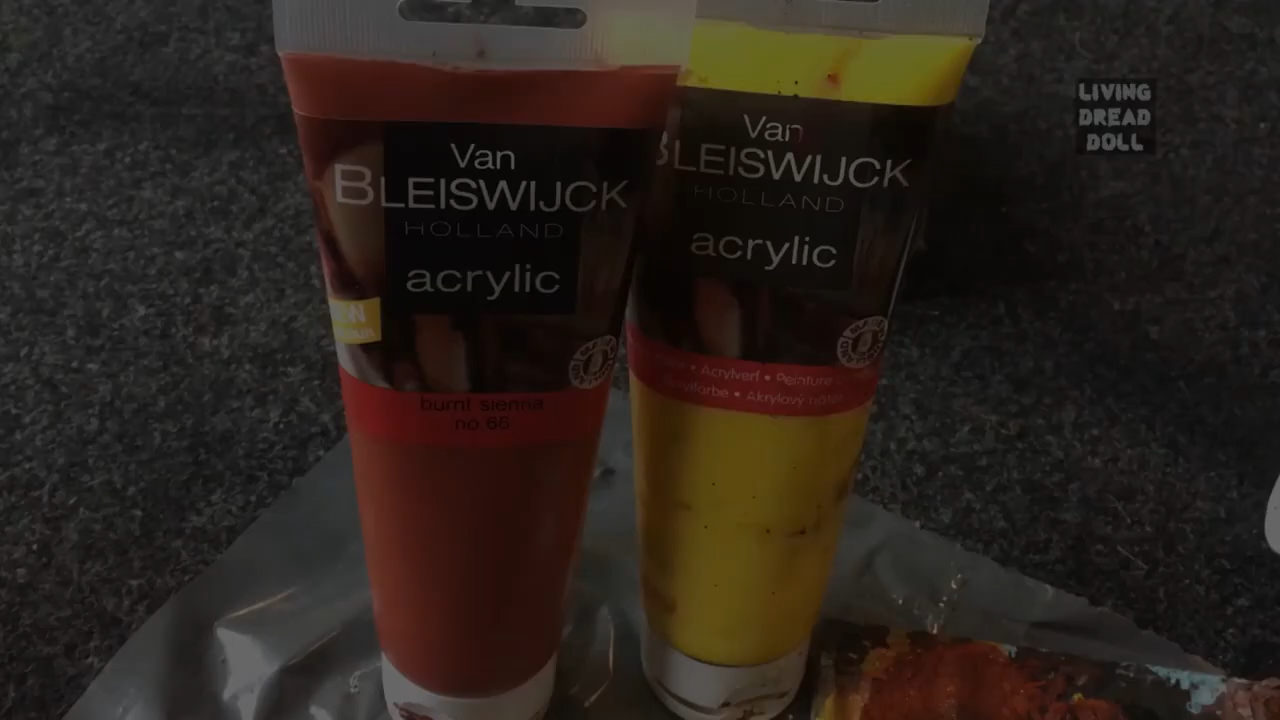 Van
BLEISWIJCK
HOLLAND
acrylic
burnt sienna
no.66
Van
BLEISWIJCK
HOLLAND
acrylic
• Acrylverf • Peinture
• Akrylový
LIVING
DREAD
DOLL